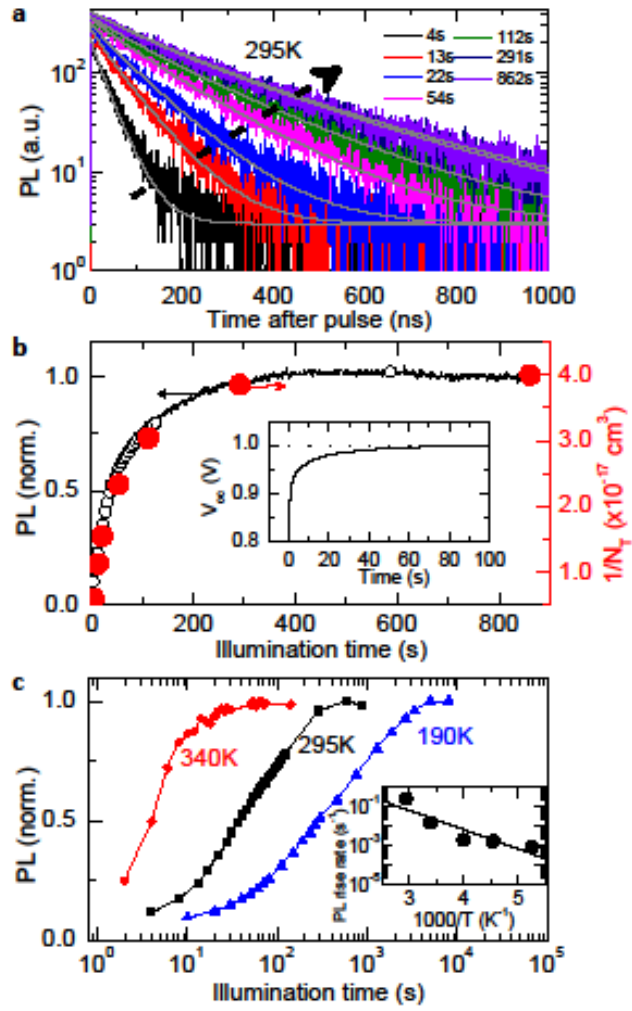 a
295K
4s
13s
22s
54s
112s
291s
862s
PL (a.u.)
10²
10¹
10⁰
0 200 400 600 800 1000
Time after pulse (ns)
b
PL (norm.)
1.0
0.5
0.0
V∞ (V)
1.0
0.9
0.8
0 20 40 60 80 100
Time (s)
4.0
3.0
2.0
1.0
1/N_T (x10⁻¹⁷ cm³)
0 200 400 600 800
Illumination time (s)
c
PL (norm.)
1.0
0.5
0.0
340K
295K
190K
PL rise rate (s⁻¹)
10⁻¹
10⁻³
10⁻⁵
3 4 5
1000/T (K⁻¹)
10⁰ 10¹ 10² 10³ 10⁴ 10⁵
Illumination time (s)